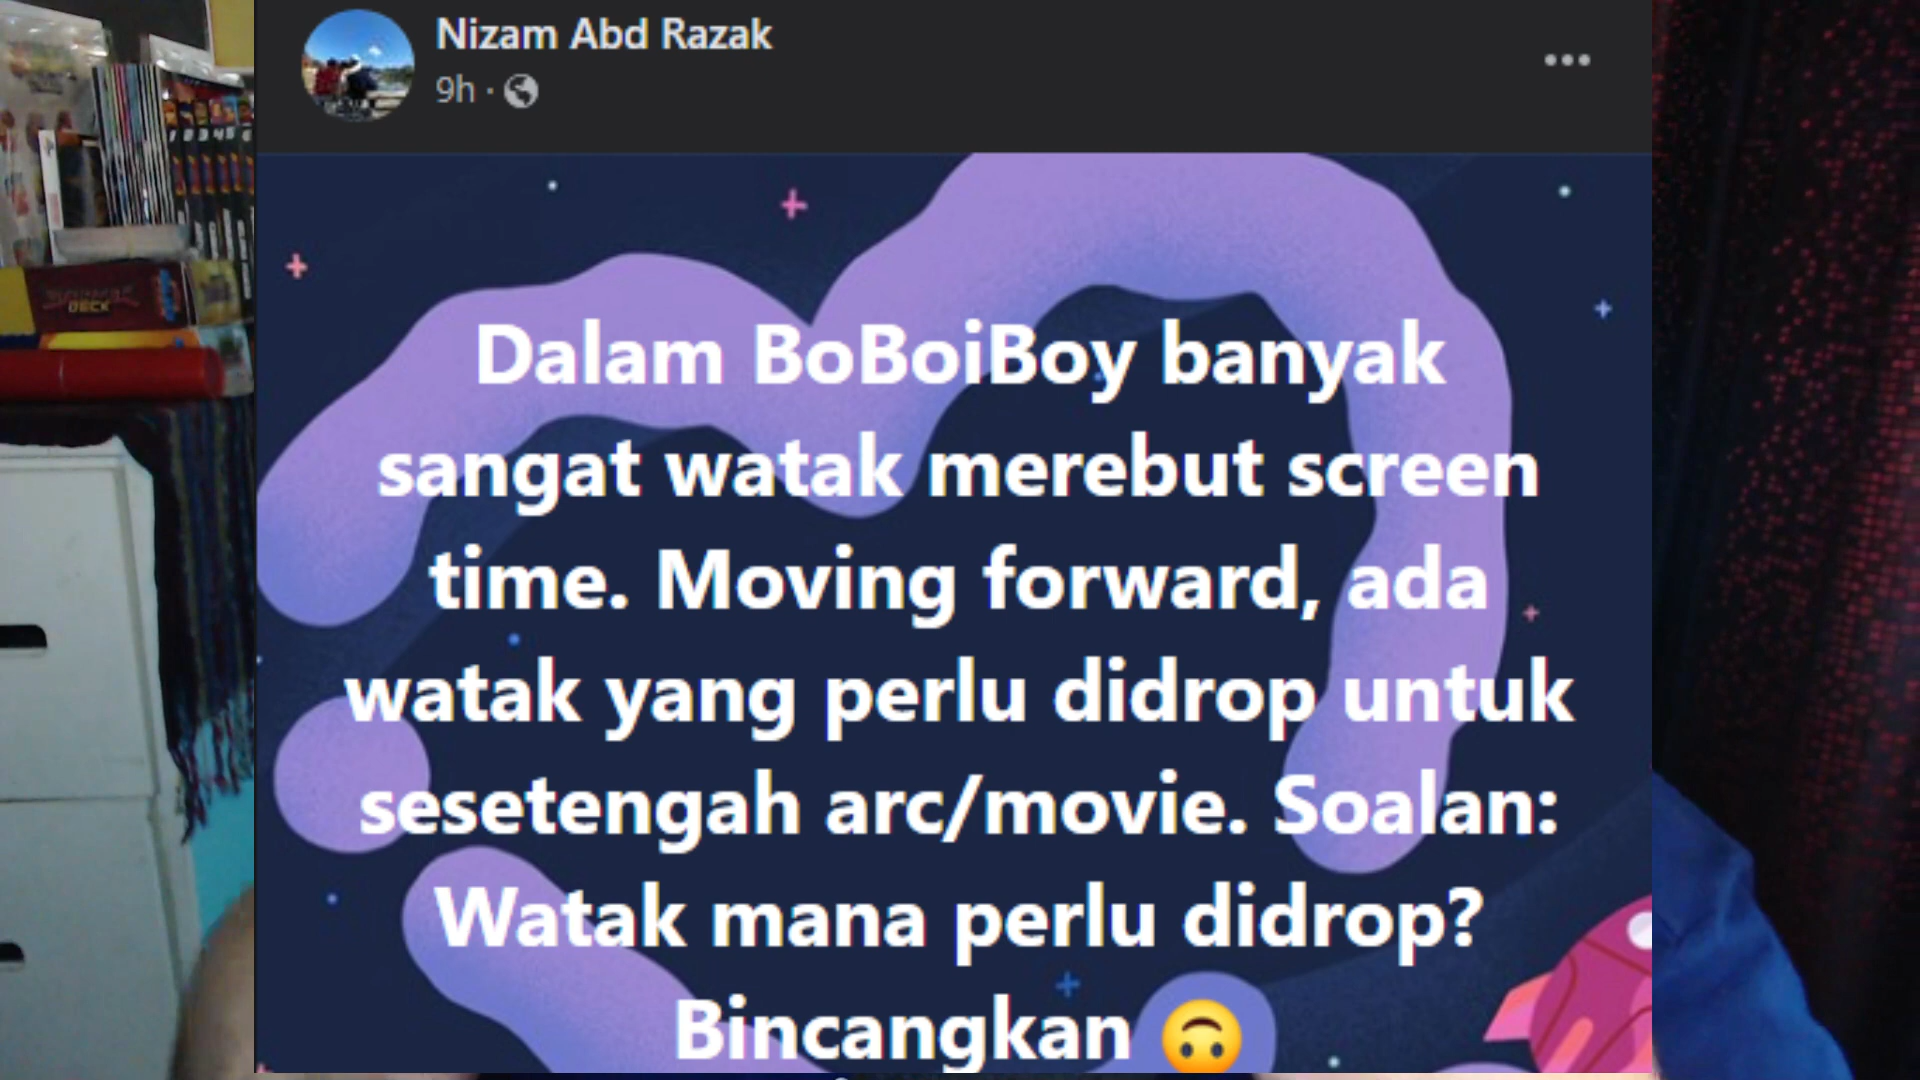 Nizam Abd Razak
9h ·
Dalam BoBoiBoy banyak
sangat watak merebut screen
time. Moving forward, ada
watak yang perlu didrop untuk
sesetengah arc/movie. Soalan:
Watak mana perlu didrop?
Bincangkan 🙃
DECK